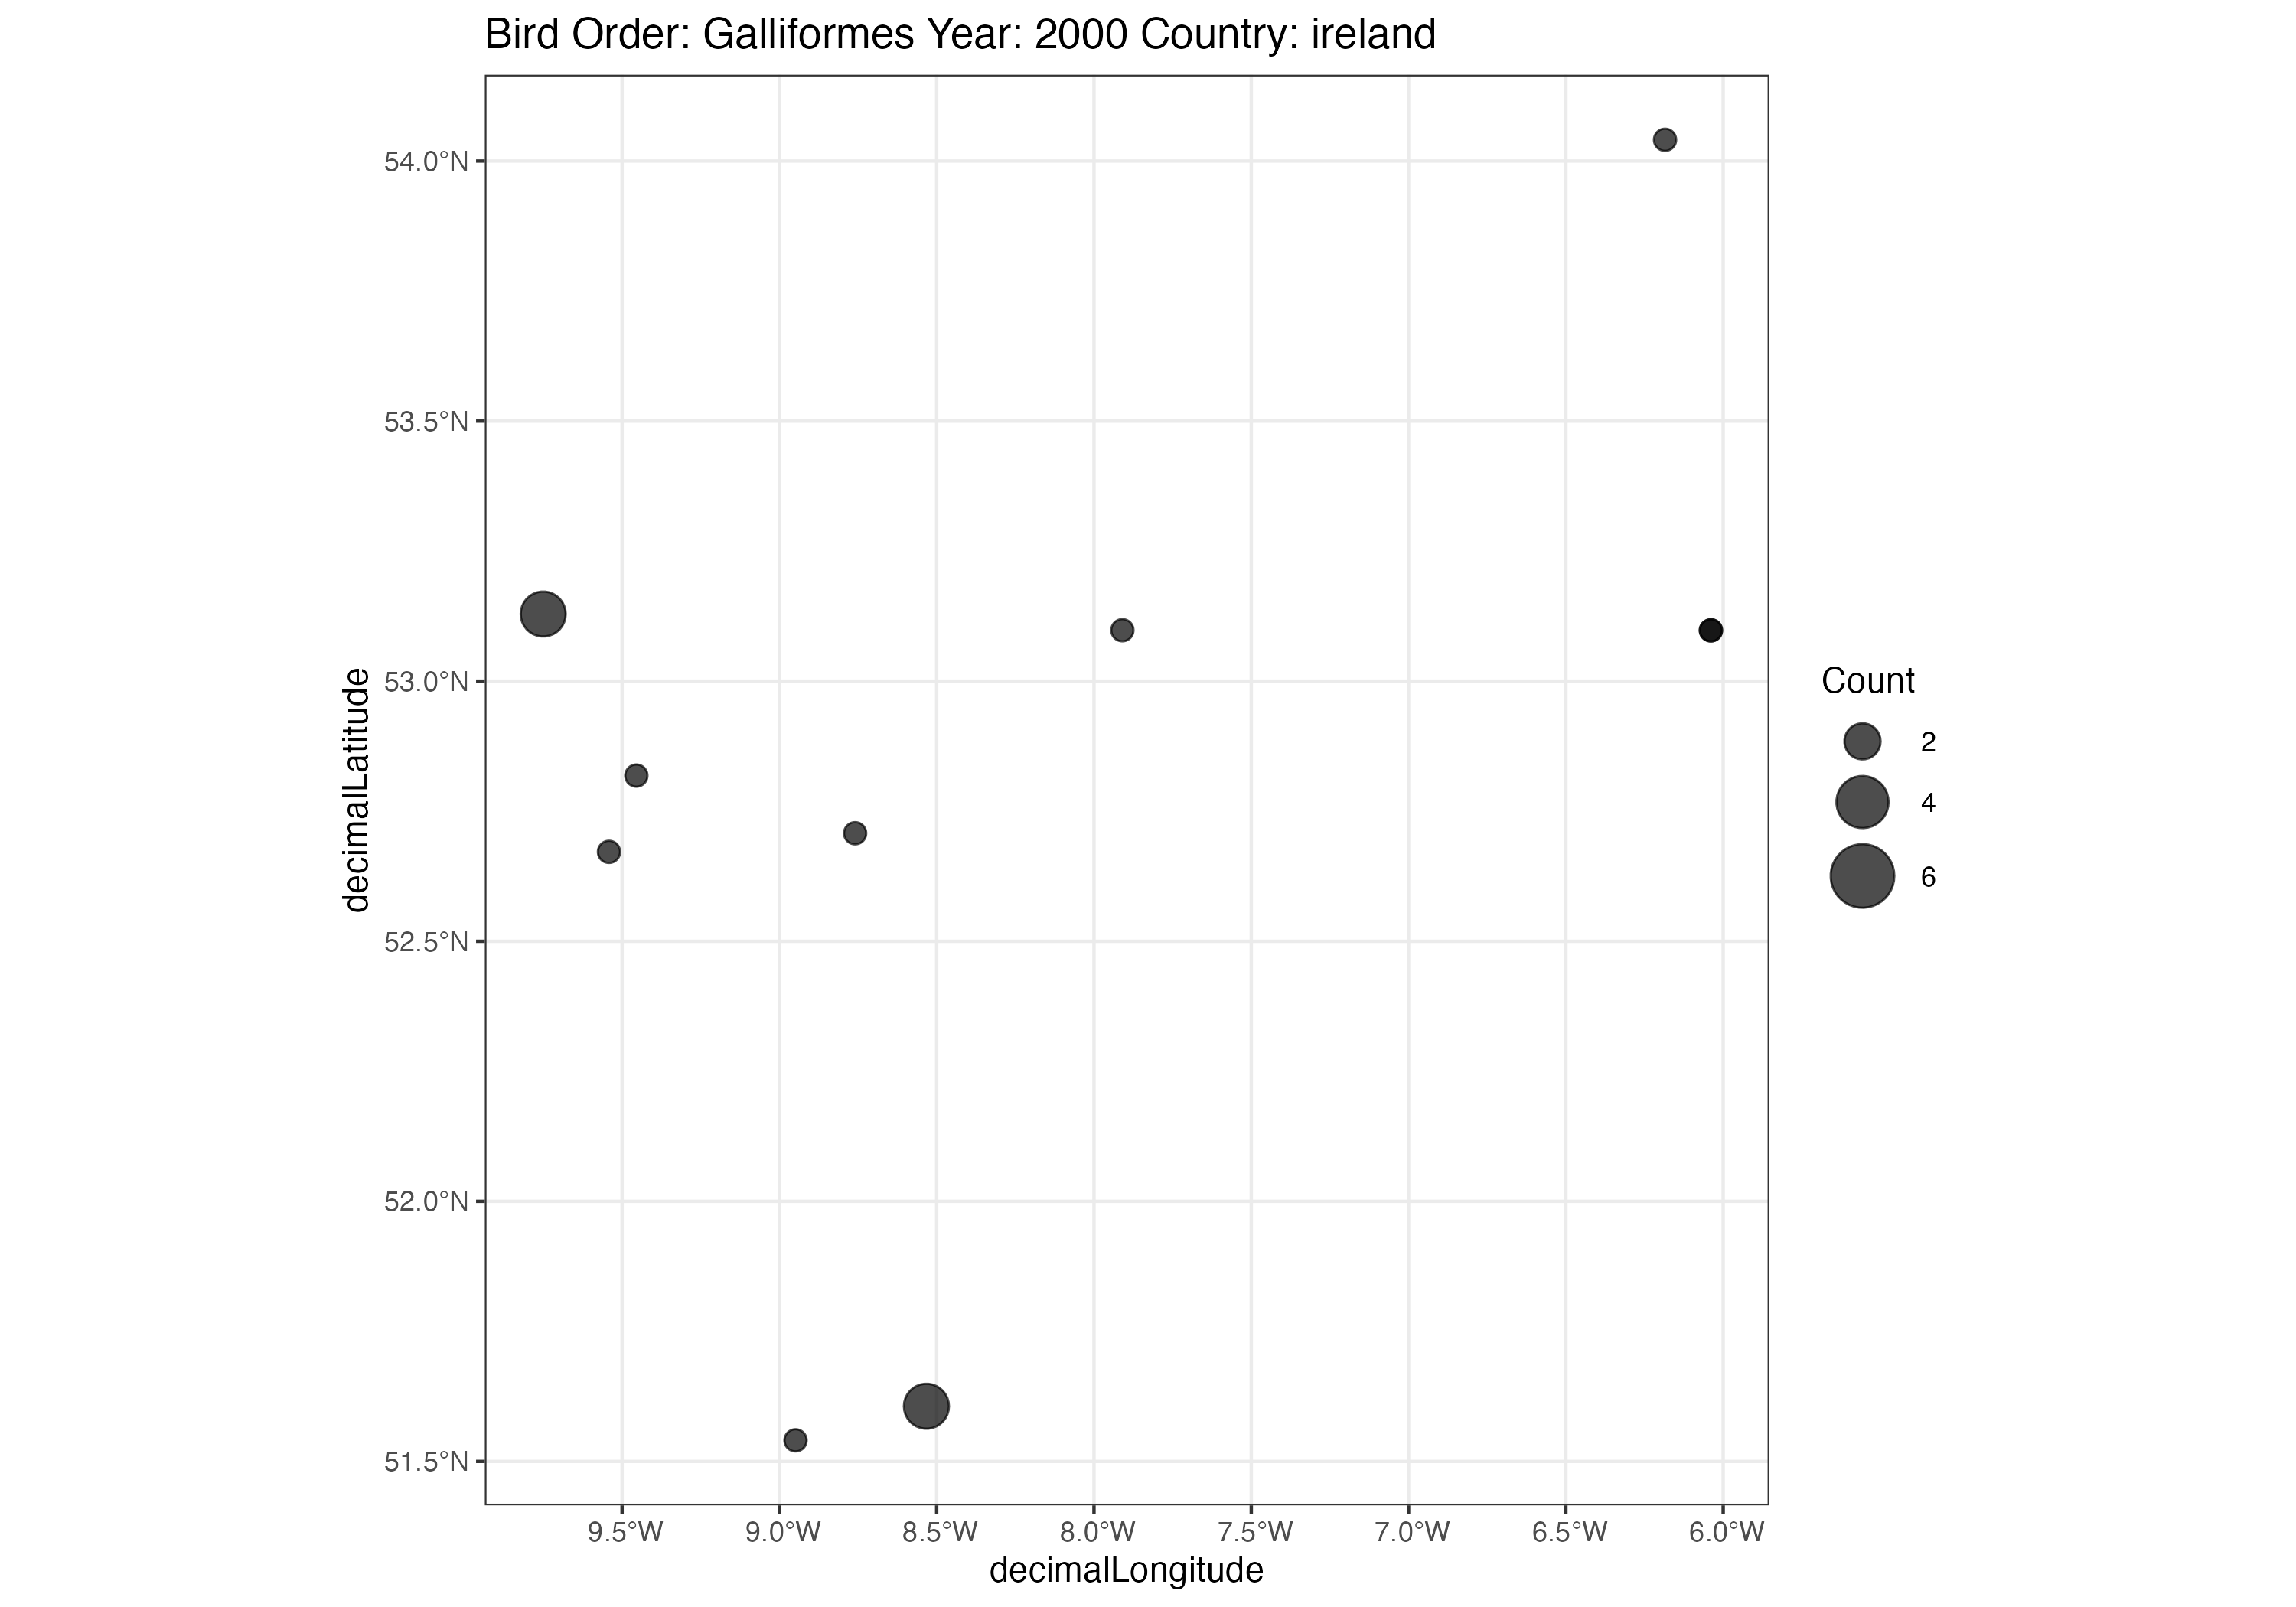 Bird Order: Galliformes Year: 2000 Country: ireland
54.0°N
53.5°N
53.0°N
52.5°N
52.0°N
51.5°N
decimalLatitude
9.5°W
9.0°W
8.5°W
8.0°W
7.5°W
7.0°W
6.5°W
6.0°W
decimalLongitude
Count
2
4
6